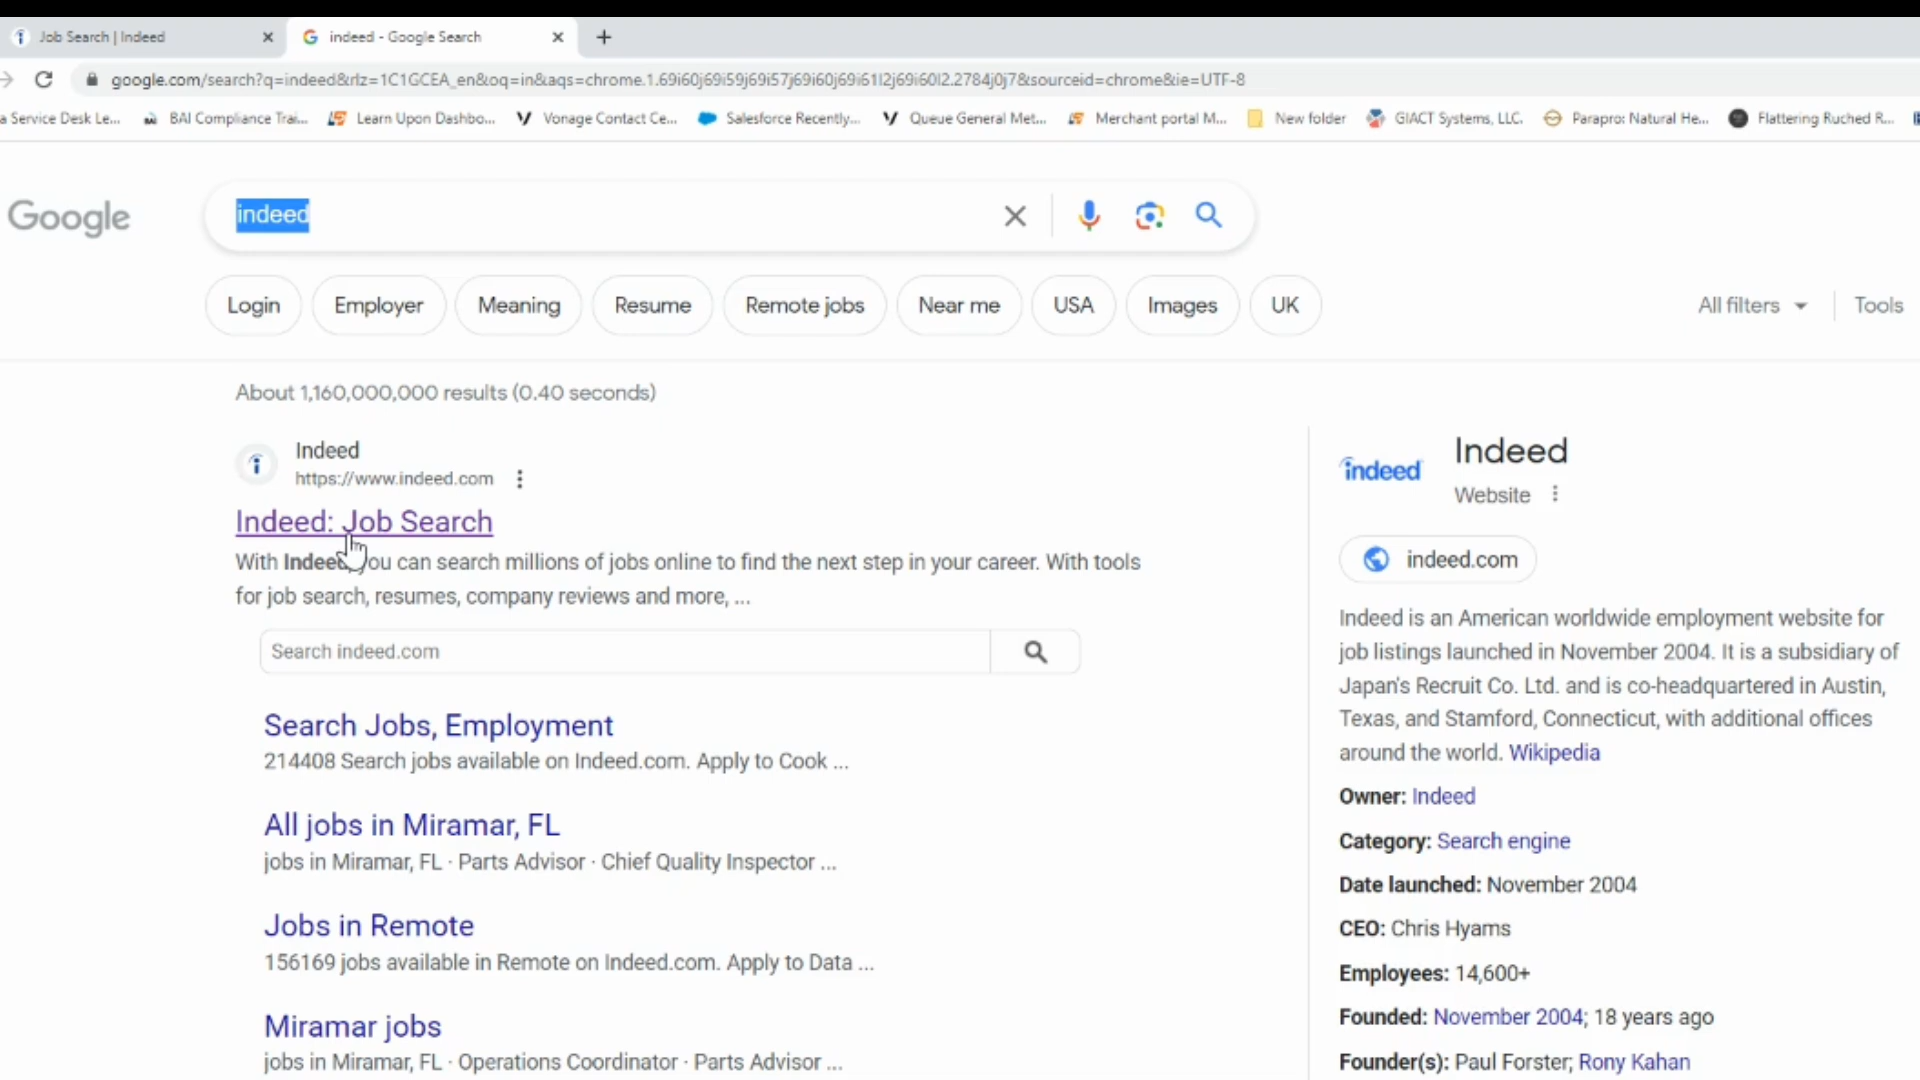 Job Search | Indeed
indeed - Google Search
google.com/search?q=indeed&rlz=1C1GCEA_en&oq=in&aqs=chrome.1.69i60j69i59j69i57j69i60j69i61l2j69i60l2.2784j0j7&sourceid=chrome&ie=UTF-8
a Service Desk Le...
BAI Compliance Trai...
Learn Upon Dashbo...
Vonage Contact Ce...
Salesforce Recently...
Queue General Met...
Merchant portal M...
New folder
GIACT Systems, LLC.
Parapro: Natural He...
Flattering Ruched R...
Google
indeed
Login
Employer
Meaning
Resume
Remote jobs
Near me
USA
Images
UK
All filters
Tools
About 1,160,000,000 results (0.40 seconds)
Indeed
https://www.indeed.com
Indeed: Job Search
With Indeed, you can search millions of jobs online to find the next step in your career. With tools
for job search, resumes, company reviews and more, ...
Search indeed.com
Search Jobs, Employment
214408 Search jobs available on Indeed.com. Apply to Cook ...
All jobs in Miramar, FL
jobs in Miramar, FL · Parts Advisor · Chief Quality Inspector ...
Jobs in Remote
156169 jobs available in Remote on Indeed.com. Apply to Data ...
Miramar jobs
jobs in Miramar, FL · Operations Coordinator · Parts Advisor ...
indeed
Indeed
Website
indeed.com
Indeed is an American worldwide employment website for
job listings launched in November 2004. It is a subsidiary of
Japan's Recruit Co. Ltd. and is co-headquartered in Austin,
Texas, and Stamford, Connecticut, with additional offices
around the world. Wikipedia
Owner: Indeed
Category: Search engine
Date launched: November 2004
CEO: Chris Hyams
Employees: 14,600+
Founded: November 2004; 18 years ago
Founder(s): Paul Forster; Rony Kahan